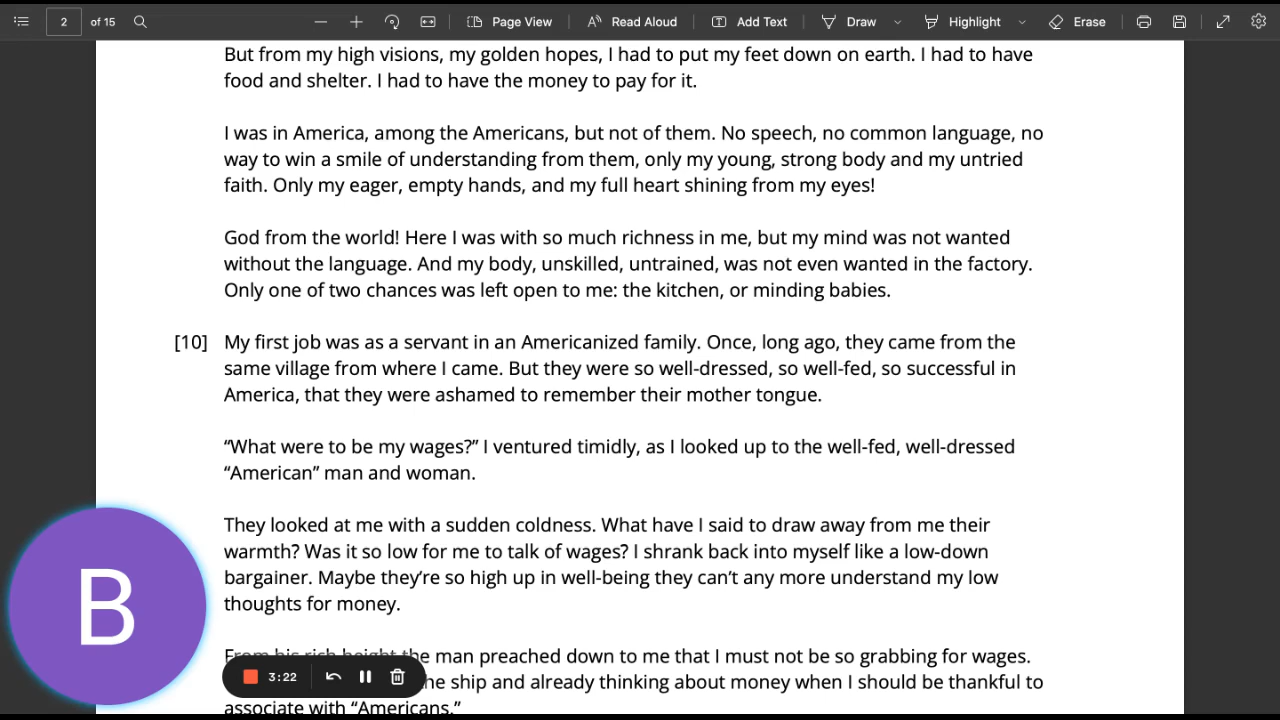 2 of 15 Page View Read Aloud Add Text Draw Highlight Erase
But from my high visions, my golden hopes, I had to put my feet down on earth. I had to have
food and shelter. I had to have the money to pay for it.
I was in America, among the Americans, but not of them. No speech, no common language, no
way to win a smile of understanding from them, only my young, strong body and my untried
faith. Only my eager, empty hands, and my full heart shining from my eyes!
God from the world! Here I was with so much richness in me, but my mind was not wanted
without the language. And my body, unskilled, untrained, was not even wanted in the factory.
Only one of two chances was left open to me: the kitchen, or minding babies.
[10] My first job was as a servant in an Americanized family. Once, long ago, they came from the
same village from where I came. But they were so well-dressed, so well-fed, so successful in
America, that they were ashamed to remember their mother tongue.
“What were to be my wages?” I ventured timidly, as I looked up to the well-fed, well-dressed
“American” man and woman.
They looked at me with a sudden coldness. What have I said to draw away from me their
warmth? Was it so low for me to talk of wages? I shrank back into myself like a low-down
bargainer. Maybe they’re so high up in well-being they can’t any more understand my low
thoughts for money.
From his rich height the man preached down to me that I must not be so grabbing for wages.
he ship and already thinking about money when I should be thankful to
associate with “Americans.”
B
3:22